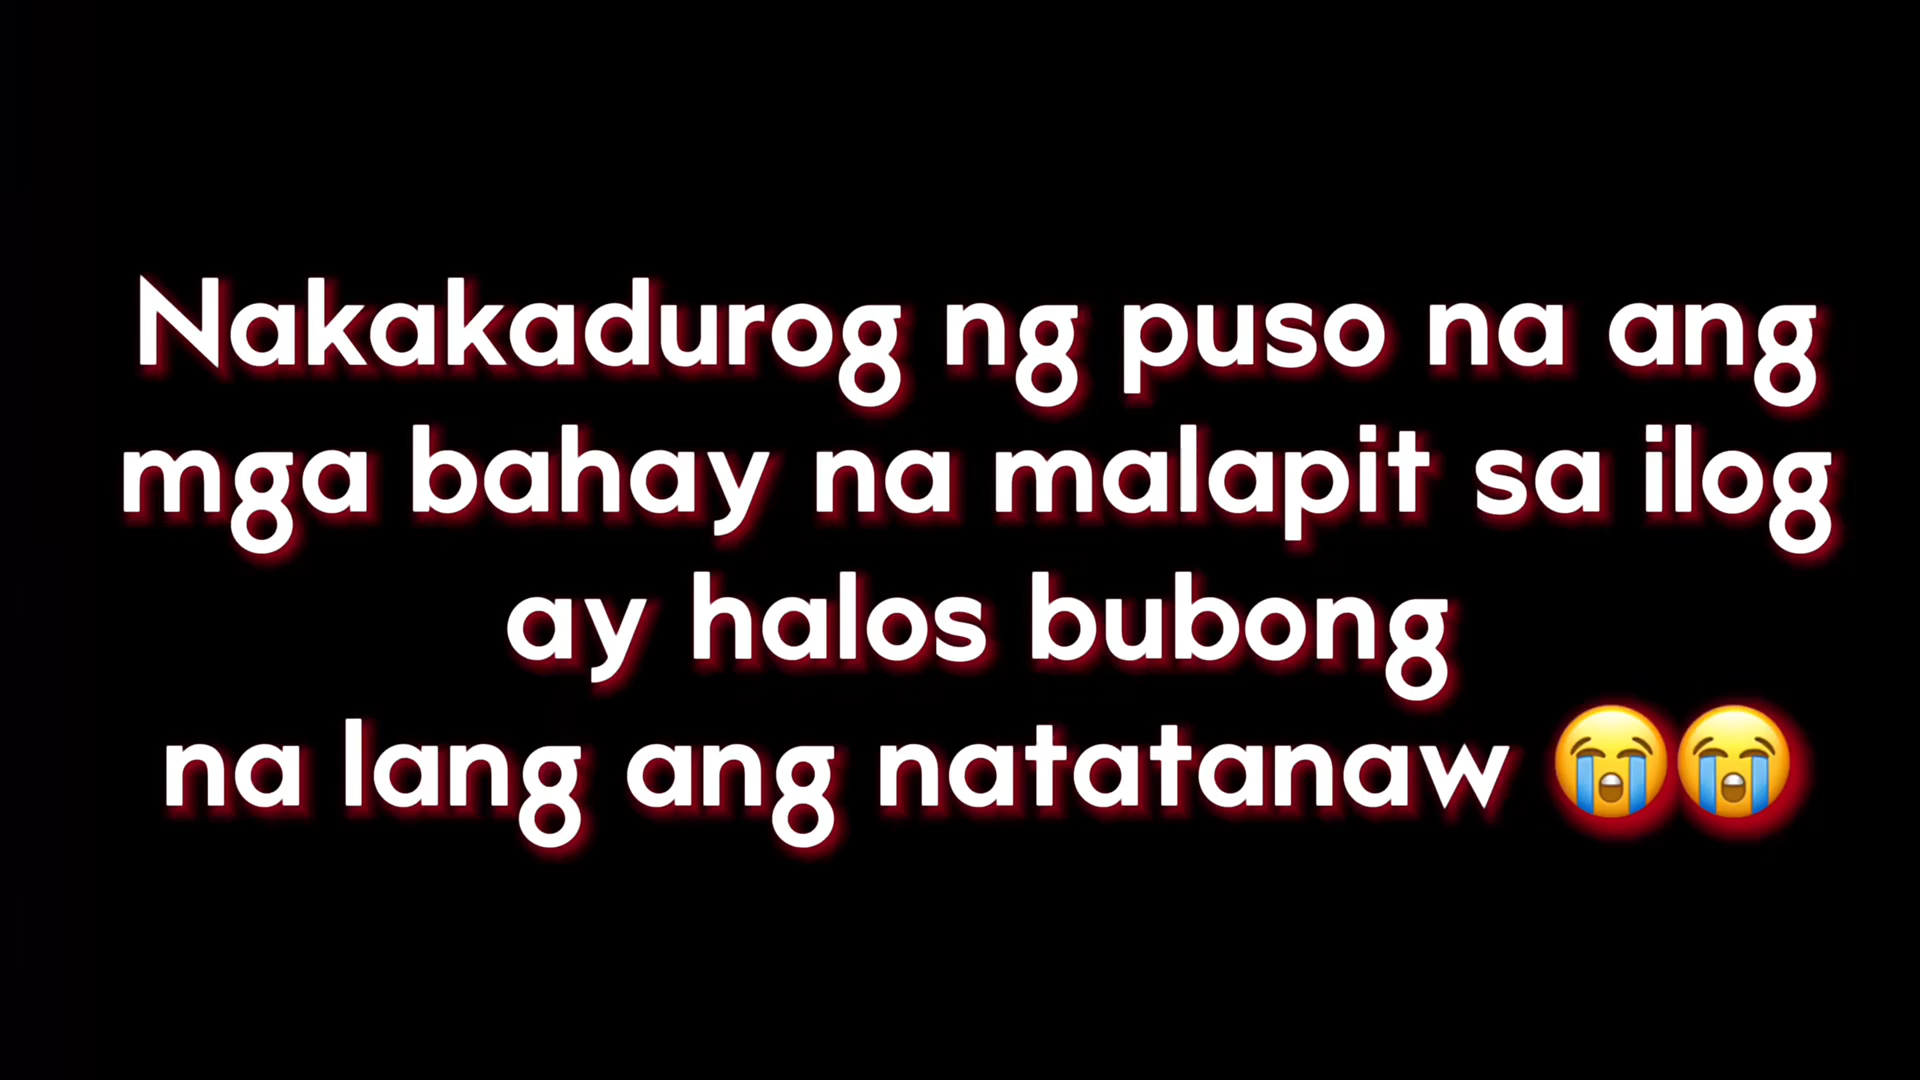 Nakakadurog ng puso na ang
mga bahay na malapit sa ilog
ay halos bubong
na lang ang natatanaw 😭😭